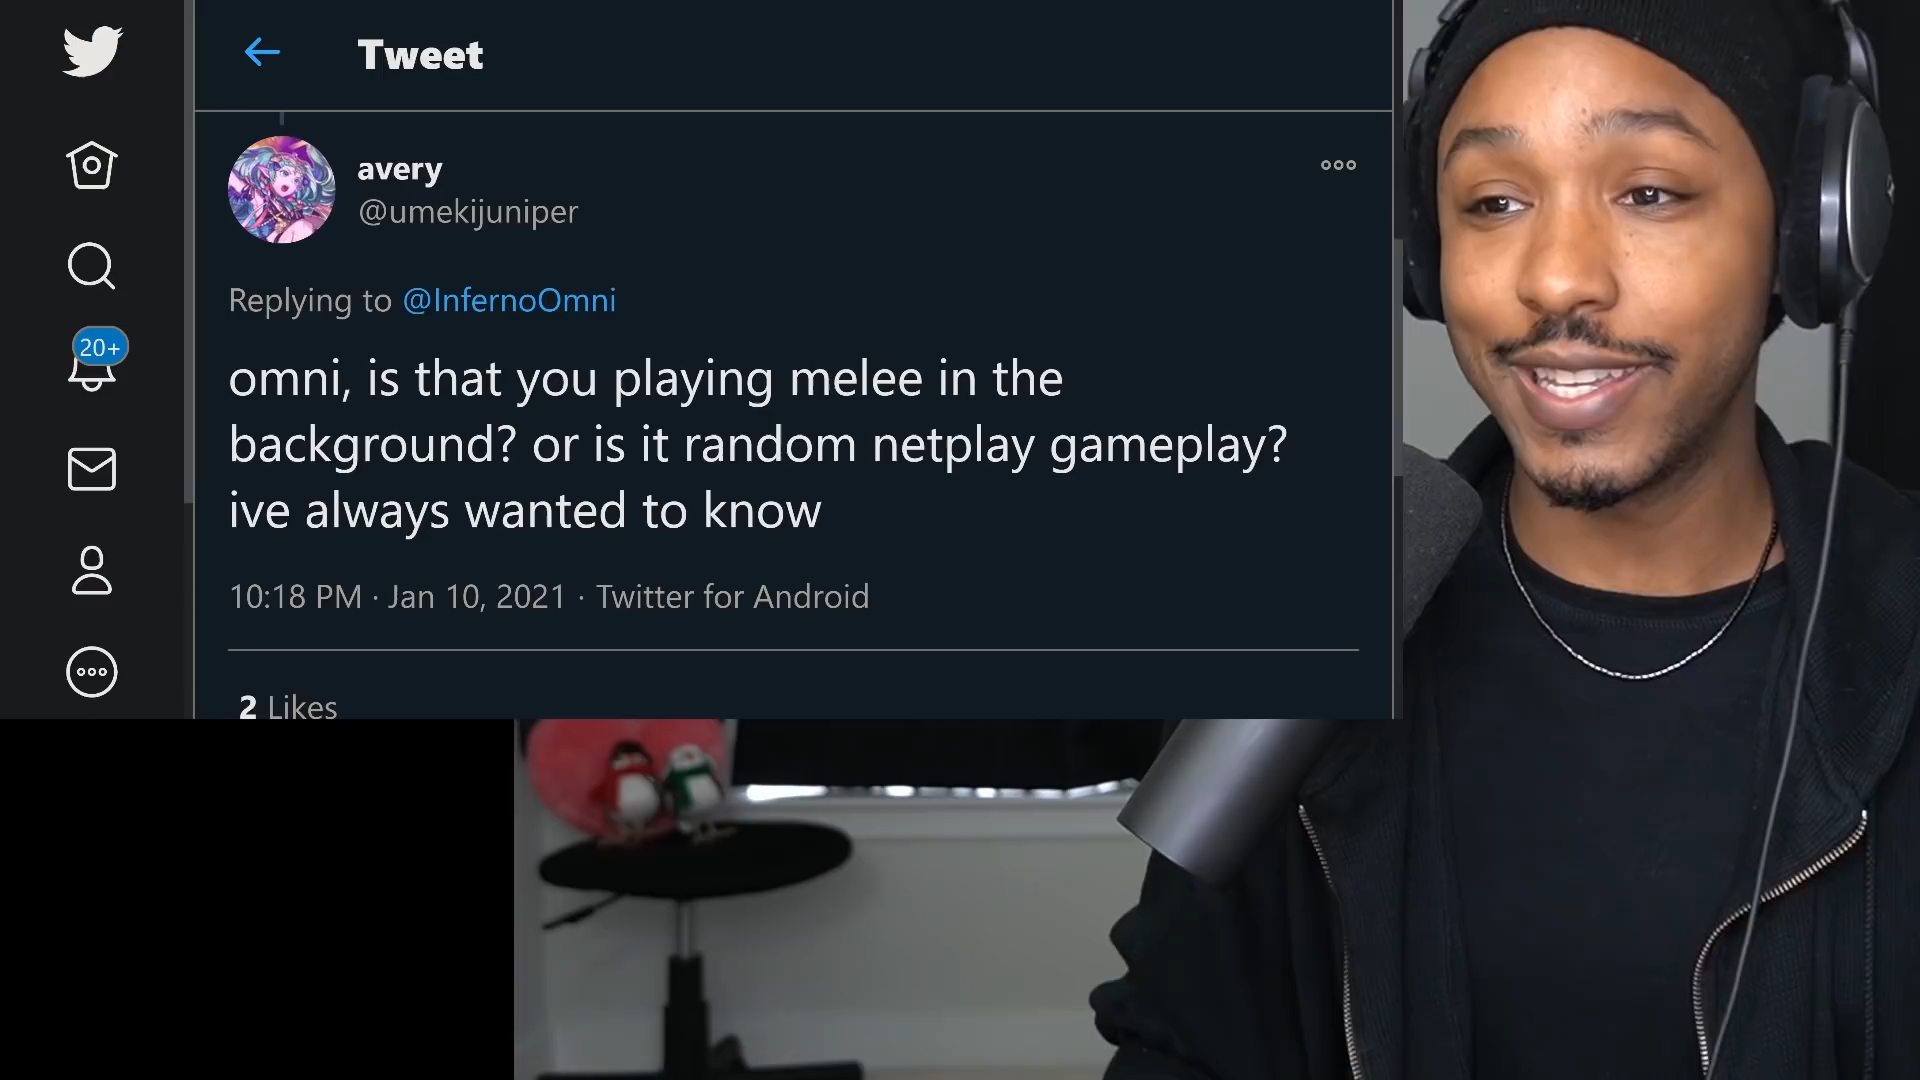 Tweet
avery
@umekijuniper
Replying to @InfernoOmni
20+
omni, is that you playing melee in the
background? or is it random netplay gameplay?
ive always wanted to know
10:18 PM · Jan 10, 2021 · Twitter for Android
2 Likes